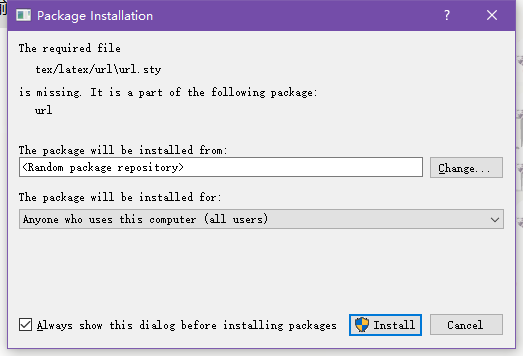 Package Installation
The required file
tex/latex/url\url.sty
is missing. It is a part of the following package:
url
The package will be installed from:
<Random package repository>
Change...
The package will be installed for:
Anyone who uses this computer (all users)
Always show this dialog before installing packages
Install
Cancel